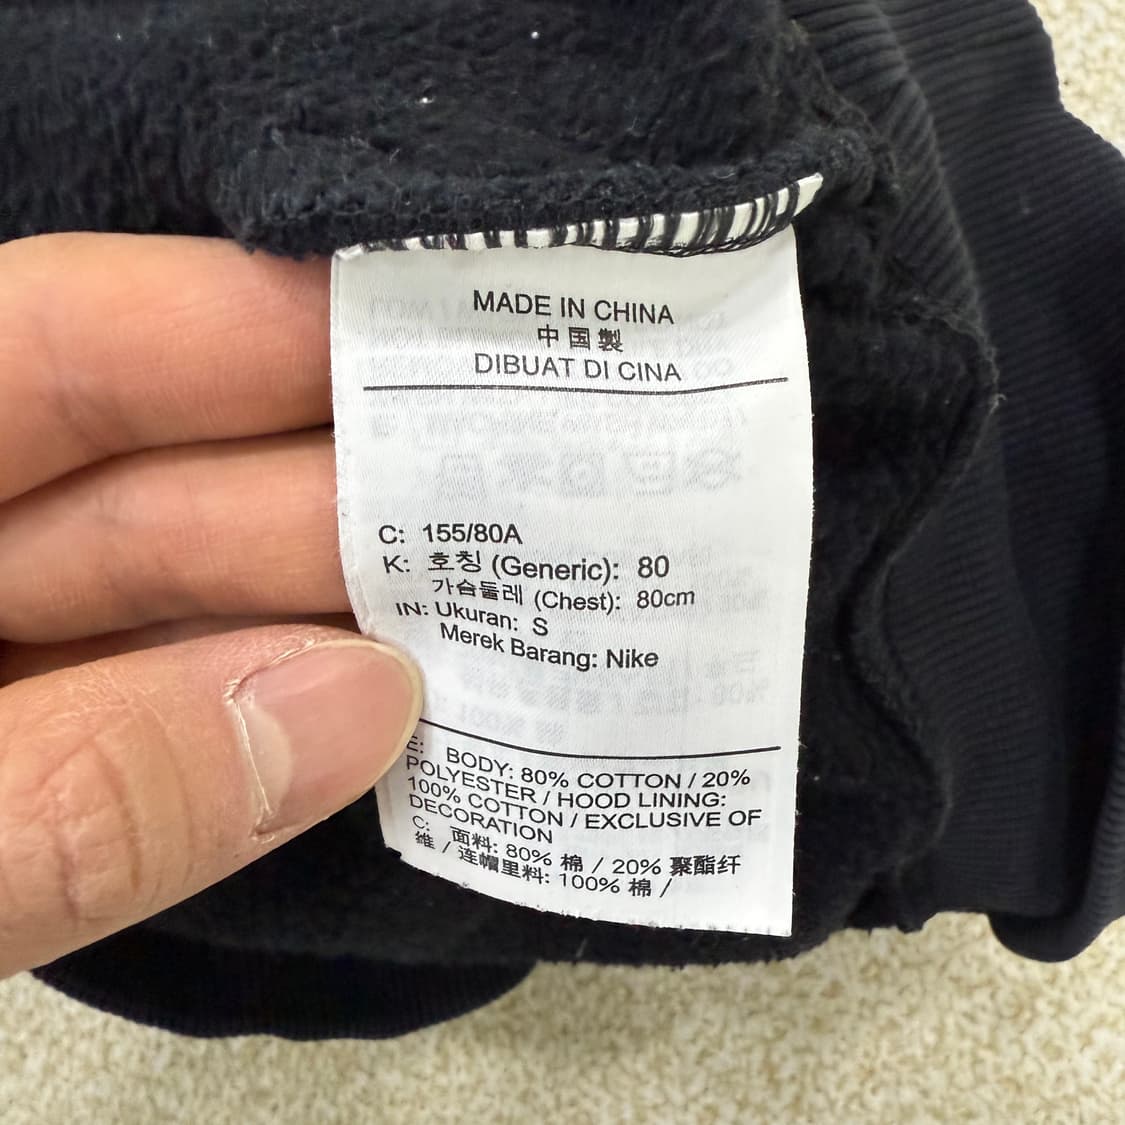 MADE IN CHINA
中国製
DIBUAT DI CINA
C: 155/80A
K: 호칭 (Generic): 80
가슴둘레 (Chest): 80cm
IN: Ukuran: S
Merek Barang: Nike
E: BODY: 80% COTTON / 20%
POLYESTER / HOOD LINING:
100% COTTON / EXCLUSIVE OF
DECORATION
C: 面料: 80% 棉 / 20% 聚酯纤
维 / 连帽里料: 100% 棉 /